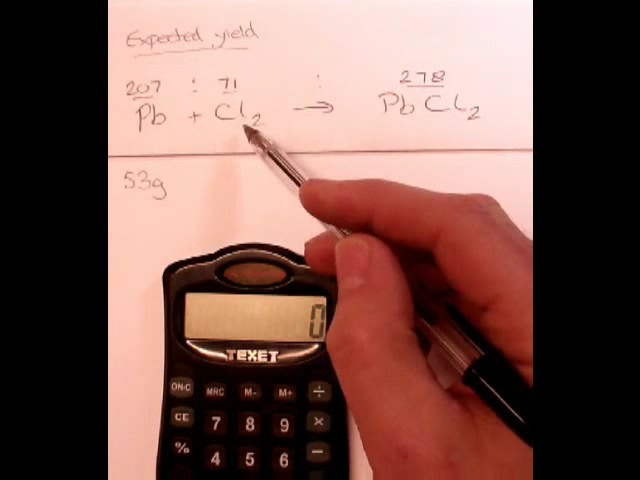 Expected yield
207 : 71 : 278
Pb + Cl₂ → PbCl₂
53g
0
TEXET
ON·C MRC M- M+ ÷
CE 7 8 9 ×
% 4 5 6 −